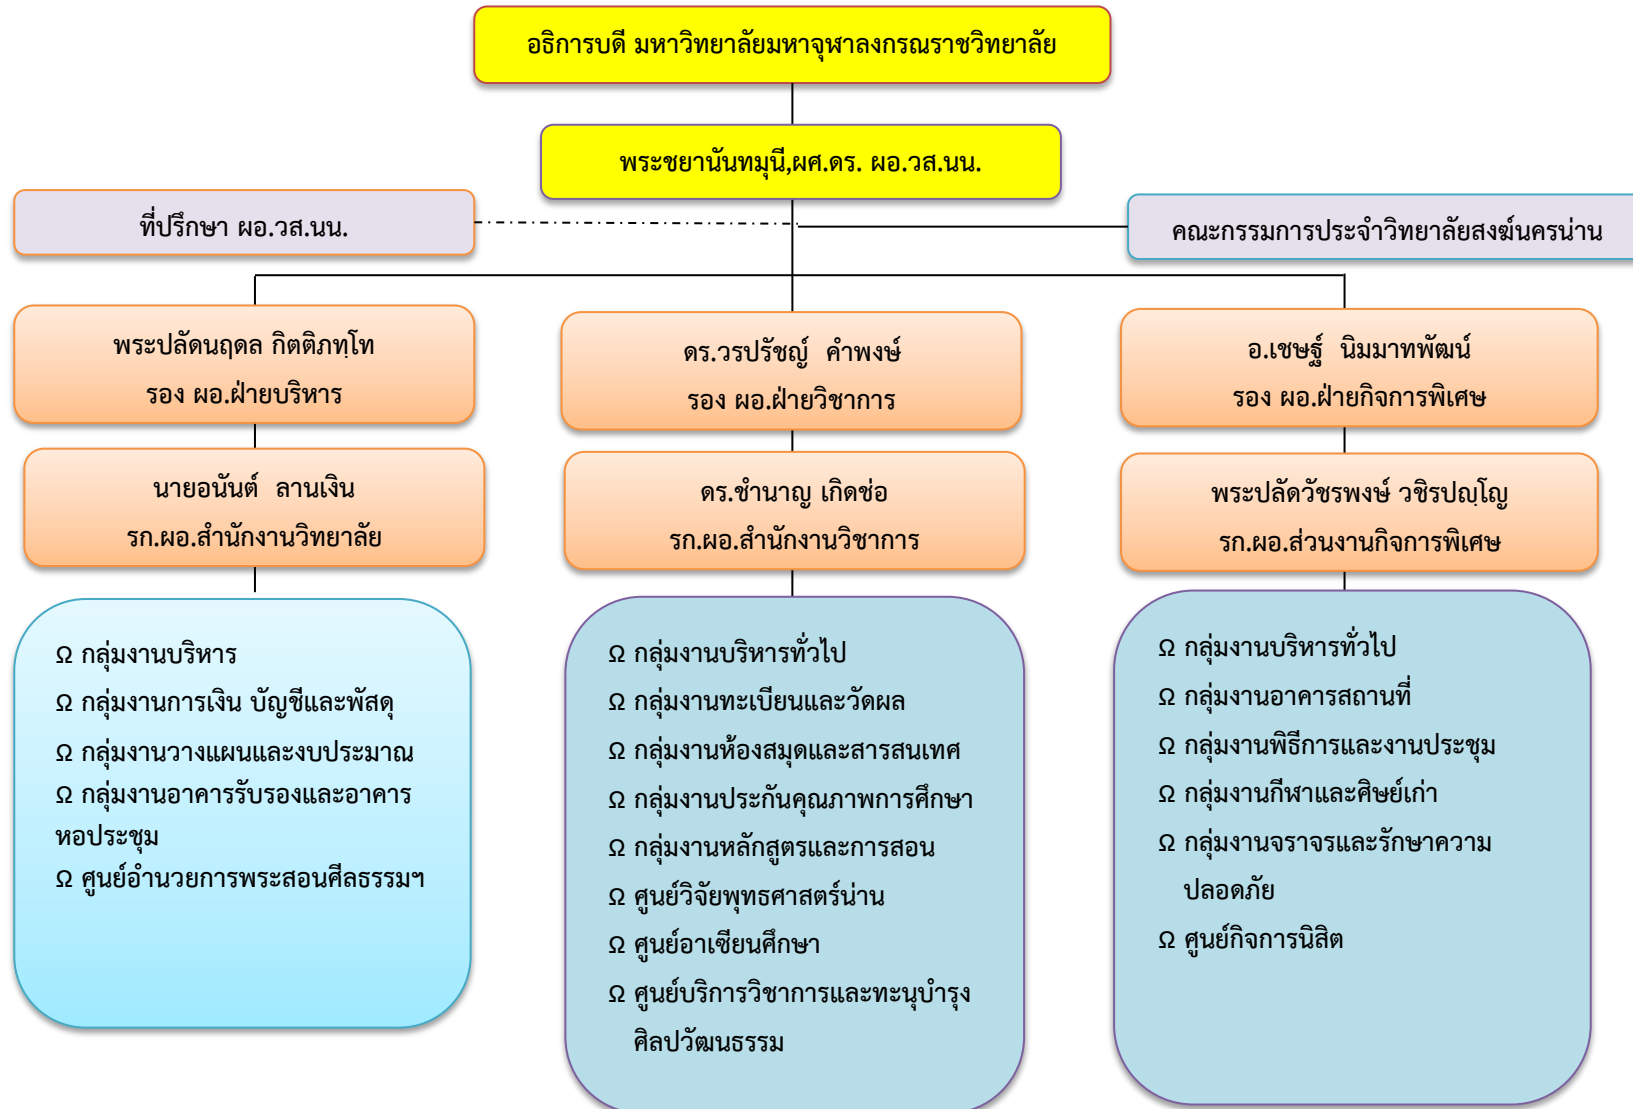 อธิการบดี มหาวิทยาลัยมหาจุฬาลงกรณราชวิทยาลัย
พระชยานันทมุนี,ผศ.ดร. ผอ.วส.นน.
ที่ปรึกษา ผอ.วส.นน.
คณะกรรมการประจำวิทยาลัยสงฆ์นครน่าน
พระปลัดนฤดล กิตติภทฺโท
รอง ผอ.ฝ่ายบริหาร
ดร.วรปรัชญ์ คำพงษ์
รอง ผอ.ฝ่ายวิชาการ
อ.เชษฐ์ นิมมาทพัฒน์
รอง ผอ.ฝ่ายกิจการพิเศษ
นายอนันต์ ลานเงิน
รก.ผอ.สำนักงานวิทยาลัย
ดร.ชำนาญ เกิดช่อ
รก.ผอ.สำนักงานวิชาการ
พระปลัดวัชรพงษ์ วชิรปญฺโญ
รก.ผอ.ส่วนงานกิจการพิเศษ
Ω กลุ่มงานบริหาร
Ω กลุ่มงานการเงิน บัญชีและพัสดุ
Ω กลุ่มงานวางแผนและงบประมาณ
Ω กลุ่มงานอาคารรับรองและอาคาร
หอประชุม
Ω ศูนย์อำนวยการพระสอนศีลธรรมฯ
Ω กลุ่มงานบริหารทั่วไป
Ω กลุ่มงานทะเบียนและวัดผล
Ω กลุ่มงานห้องสมุดและสารสนเทศ
Ω กลุ่มงานประกันคุณภาพการศึกษา
Ω กลุ่มงานหลักสูตรและการสอน
Ω ศูนย์วิจัยพุทธศาสตร์น่าน
Ω ศูนย์อาเซียนศึกษา
Ω ศูนย์บริการวิชาการและทะนุบำรุง
ศิลปวัฒนธรรม
Ω กลุ่มงานบริหารทั่วไป
Ω กลุ่มงานอาคารสถานที่
Ω กลุ่มงานพิธีการและงานประชุม
Ω กลุ่มงานกีฬาและศิษย์เก่า
Ω กลุ่มงานจราจรและรักษาความ
ปลอดภัย
Ω ศูนย์กิจการนิสิต